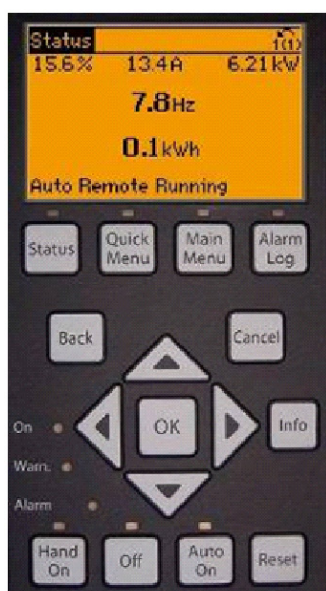 Status 1(1)
15.6% 13.4A 6.21kW
7.8Hz
0.1kWh
Auto Remote Running
Status Quick Menu Main Menu Alarm Log
Back Cancel
OK Info
On
Warn.
Alarm
Hand On Off Auto On Reset